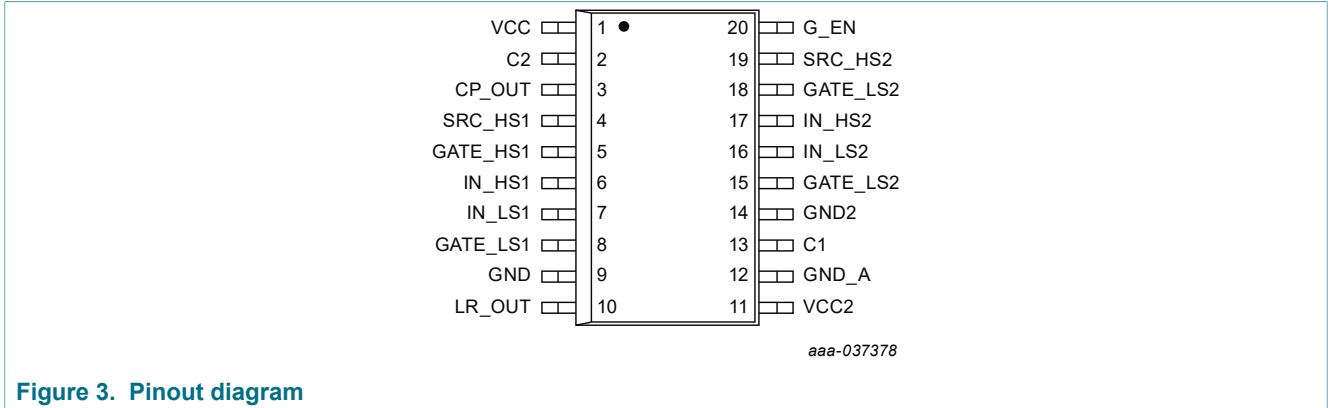 VCC 1 20 G_EN
C2 2 19 SRC_HS2
CP_OUT 3 18 GATE_LS2
SRC_HS1 4 17 IN_HS2
GATE_HS1 5 16 IN_LS2
IN_HS1 6 15 GATE_LS2
IN_LS1 7 14 GND2
GATE_LS1 8 13 C1
GND 9 12 GND_A
LR_OUT 10 11 VCC2
aaa-037378
Figure 3. Pinout diagram